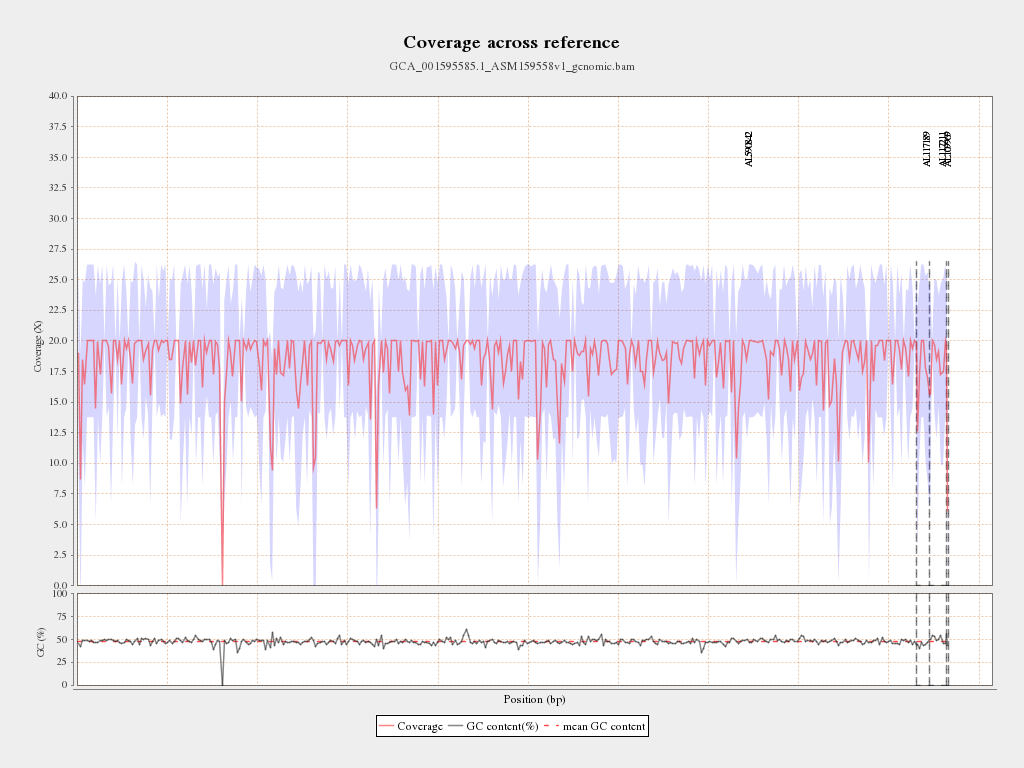 Coverage across reference
GCA_001595585.1_ASM159558v1_genomic.bam
40.0
37.5
35.0
32.5
30.0
27.5
25.0
22.5
20.0
17.5
15.0
12.5
10.0
7.5
5.0
2.5
0.0
Coverage (X)
AL590842
AL117189
AL117211
AL109969
100
75
50
25
0
GC (%)
Position (bp)
Coverage GC content(%) mean GC content